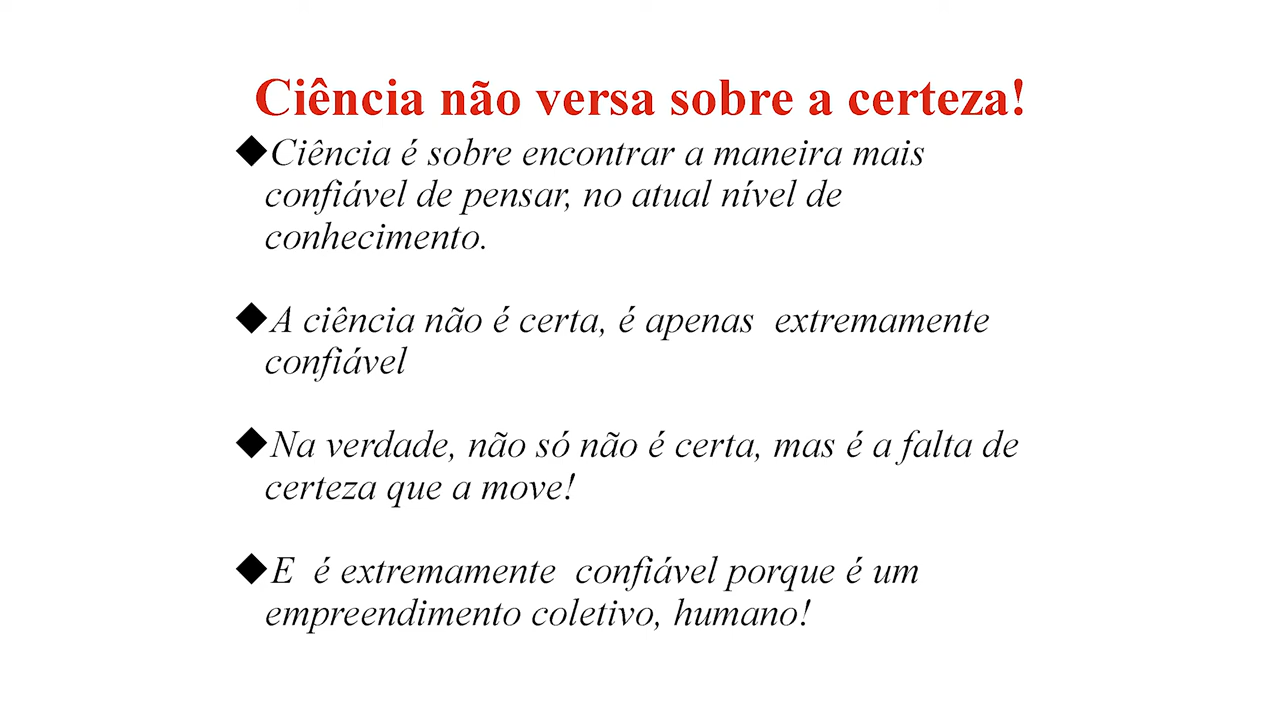 Ciência não versa sobre a certeza!
◆Ciência é sobre encontrar a maneira mais
confiável de pensar, no atual nível de
conhecimento.
◆A ciência não é certa, é apenas  extremamente
confiável
◆Na verdade, não só não é certa, mas é a falta de
certeza que a move!
◆E  é extremamente  confiável porque é um
empreendimento coletivo, humano!